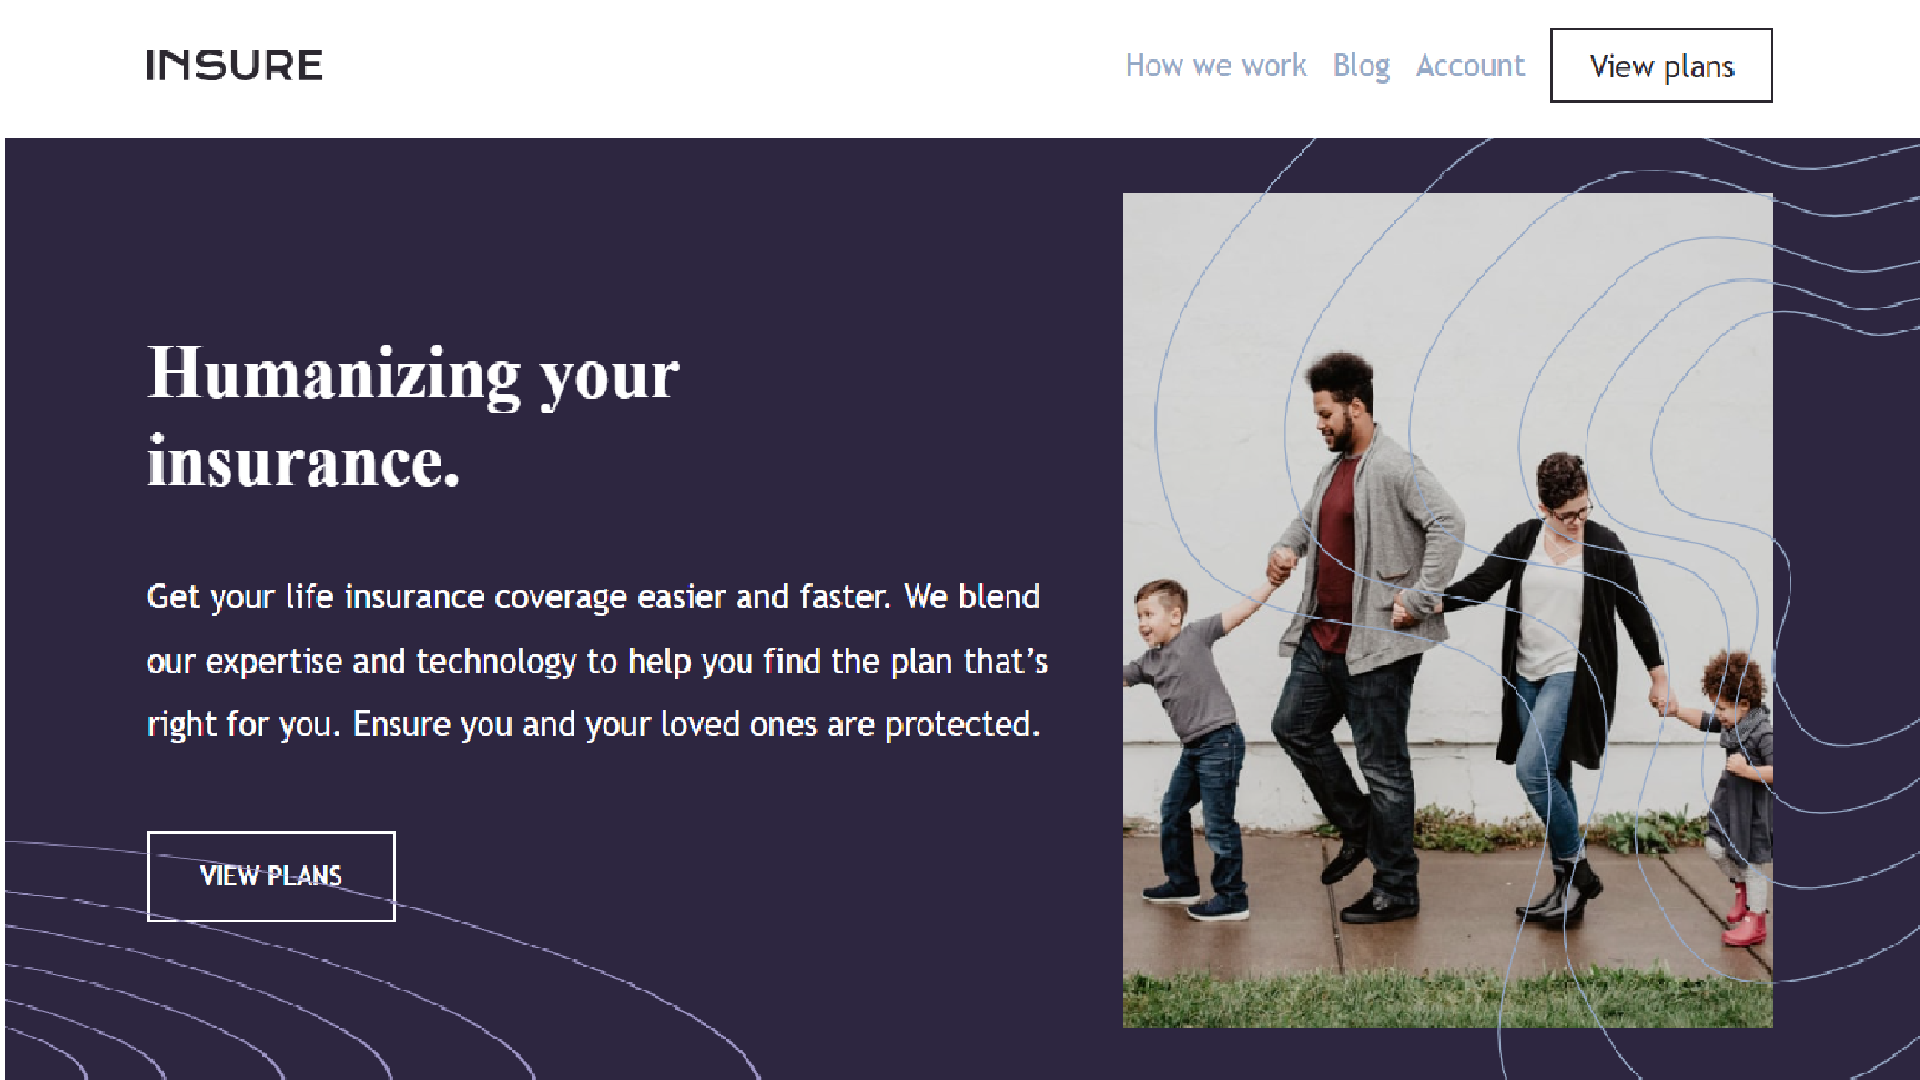 INSURE
How we work Blog Account View plans
Humanizing your
insurance.
Get your life insurance coverage easier and faster. We blend
our expertise and technology to help you find the plan that’s
right for you. Ensure you and your loved ones are protected.
VIEW PLANS